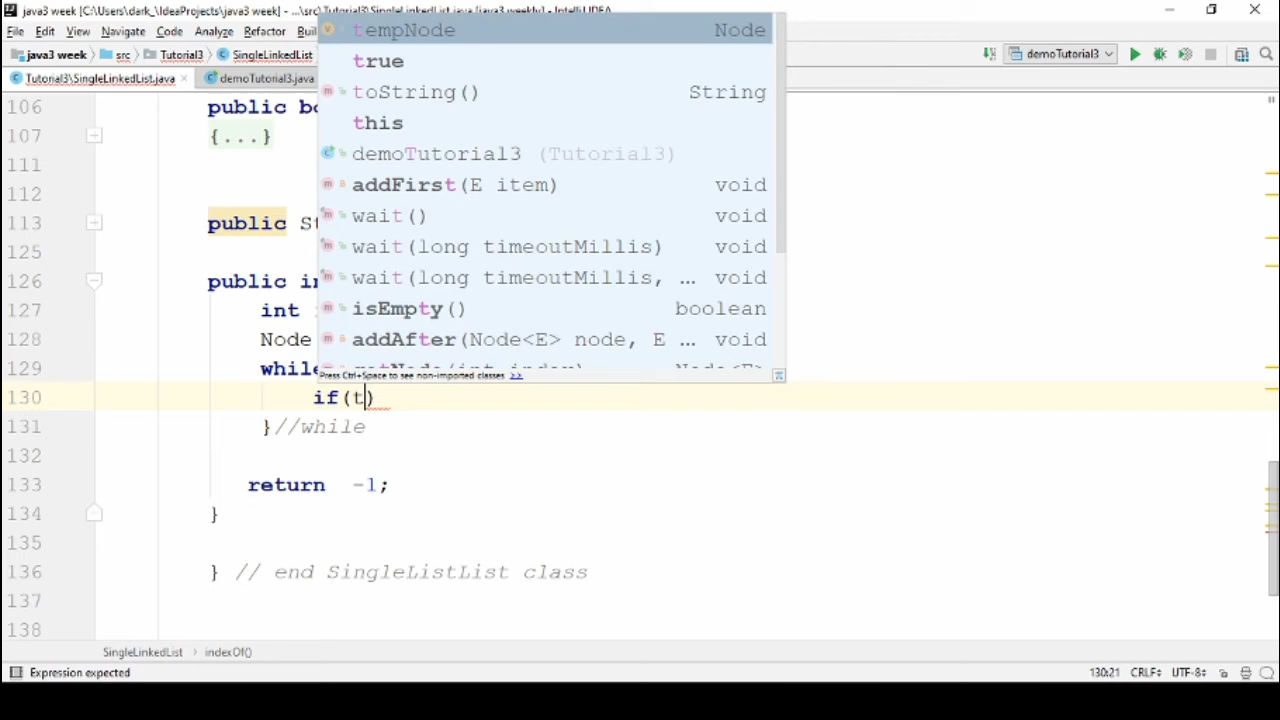 java3 week [C:\Users\dark_\IdeaProjects\java3 week] - ...\src\Tutorial3\SingleLinkedList.java [java3 weekly] - IntelliJ IDEA
File Edit View Navigate Code Analyze Refactor
java3 week src Tutorial3 SingleLinkedList demoTutorial3
Tutorial3\SingleLinkedList.java demoTutorial3.java
tempNode Node
true
toString() String
this
demoTutorial3 (Tutorial3)
addFirst(E item) void
wait() void
wait(long timeoutMillis) void
wait(long timeoutMillis, ... void
isEmpty() boolean
addAfter(Node<E> node, E ... void
getNode(int index) Node<E>
Press Ctrl+Space to see non-imported classes >>
106 public
107 {...}
111
112
113 public
125
126 public
127 int
128 Node
129 while
130 if(t)
131 }//while
132
133 return -1;
134 }
135
136 } // end SingleListList class
137
138
SingleLinkedList › indexOf()
Expression expected 130:21 CRLF UTF-8